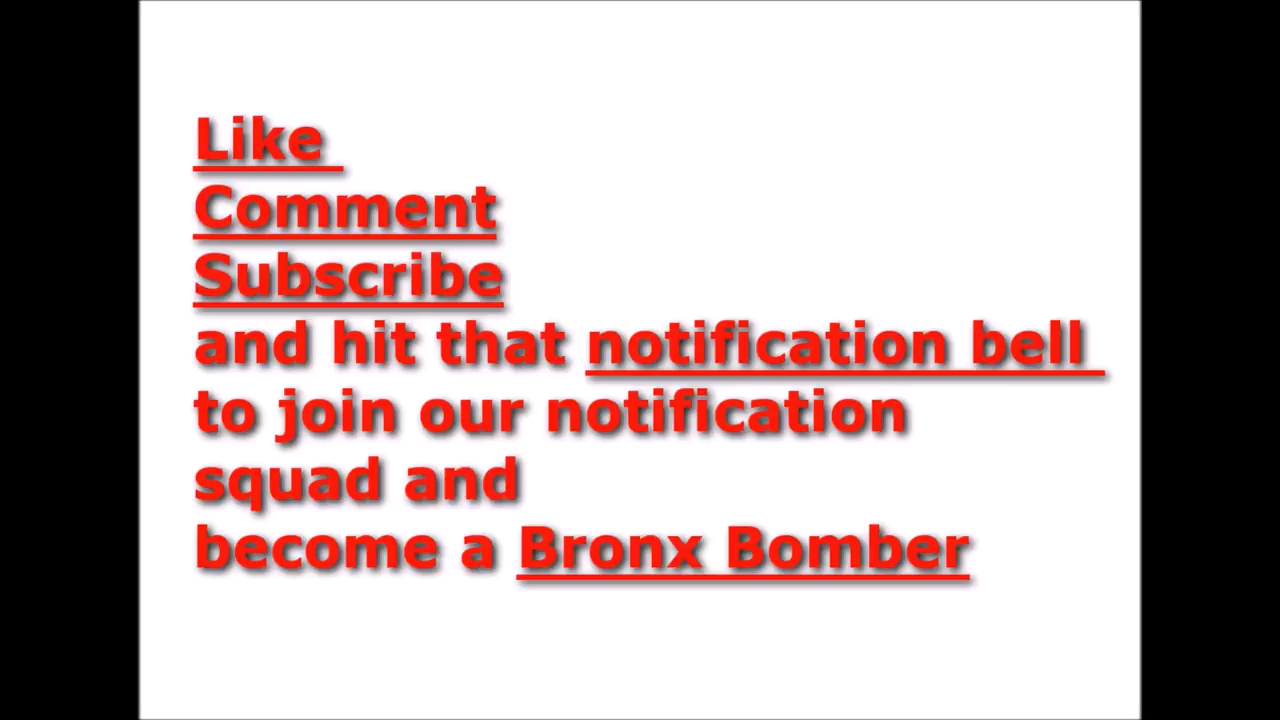 Like
Comment
Subscribe
and hit that notification bell
to join our notification
squad and
become a Bronx Bomber